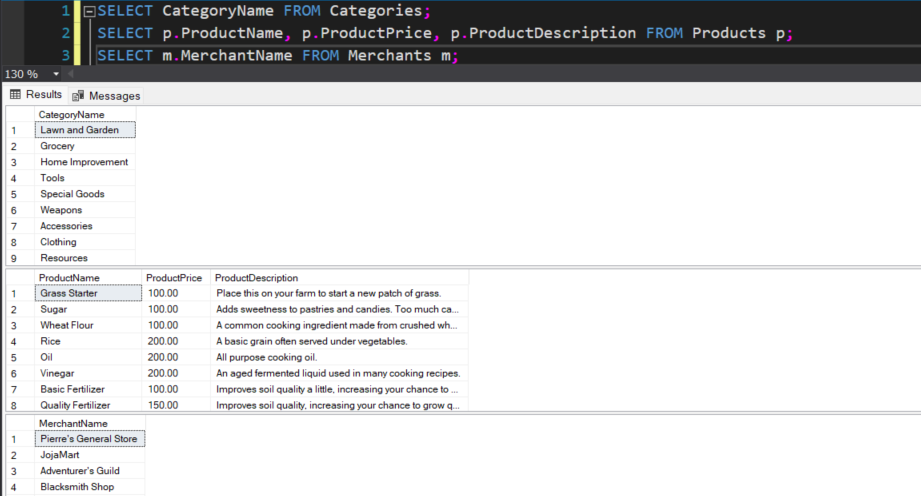 1 SELECT CategoryName FROM Categories;
2 SELECT p.ProductName, p.ProductPrice, p.ProductDescription FROM Products p;
3 SELECT m.MerchantName FROM Merchants m;
130 %
Results Messages
CategoryName
1 Lawn and Garden
2 Grocery
3 Home Improvement
4 Tools
5 Special Goods
6 Weapons
7 Accessories
8 Clothing
9 Resources
ProductName ProductPrice ProductDescription
1 Grass Starter 100.00 Place this on your farm to start a new patch of grass.
2 Sugar 100.00 Adds sweetness to pastries and candies. Too much ca...
3 Wheat Flour 100.00 A common cooking ingredient made from crushed wh...
4 Rice 200.00 A basic grain often served under vegetables.
5 Oil 200.00 All purpose cooking oil.
6 Vinegar 200.00 An aged fermented liquid used in many cooking recipes.
7 Basic Fertilizer 100.00 Improves soil quality a little, increasing your chance to ...
8 Quality Fertilizer 150.00 Improves soil quality, increasing your chance to grow q...
MerchantName
1 Pierre's General Store
2 JojaMart
3 Adventurer's Guild
4 Blacksmith Shop